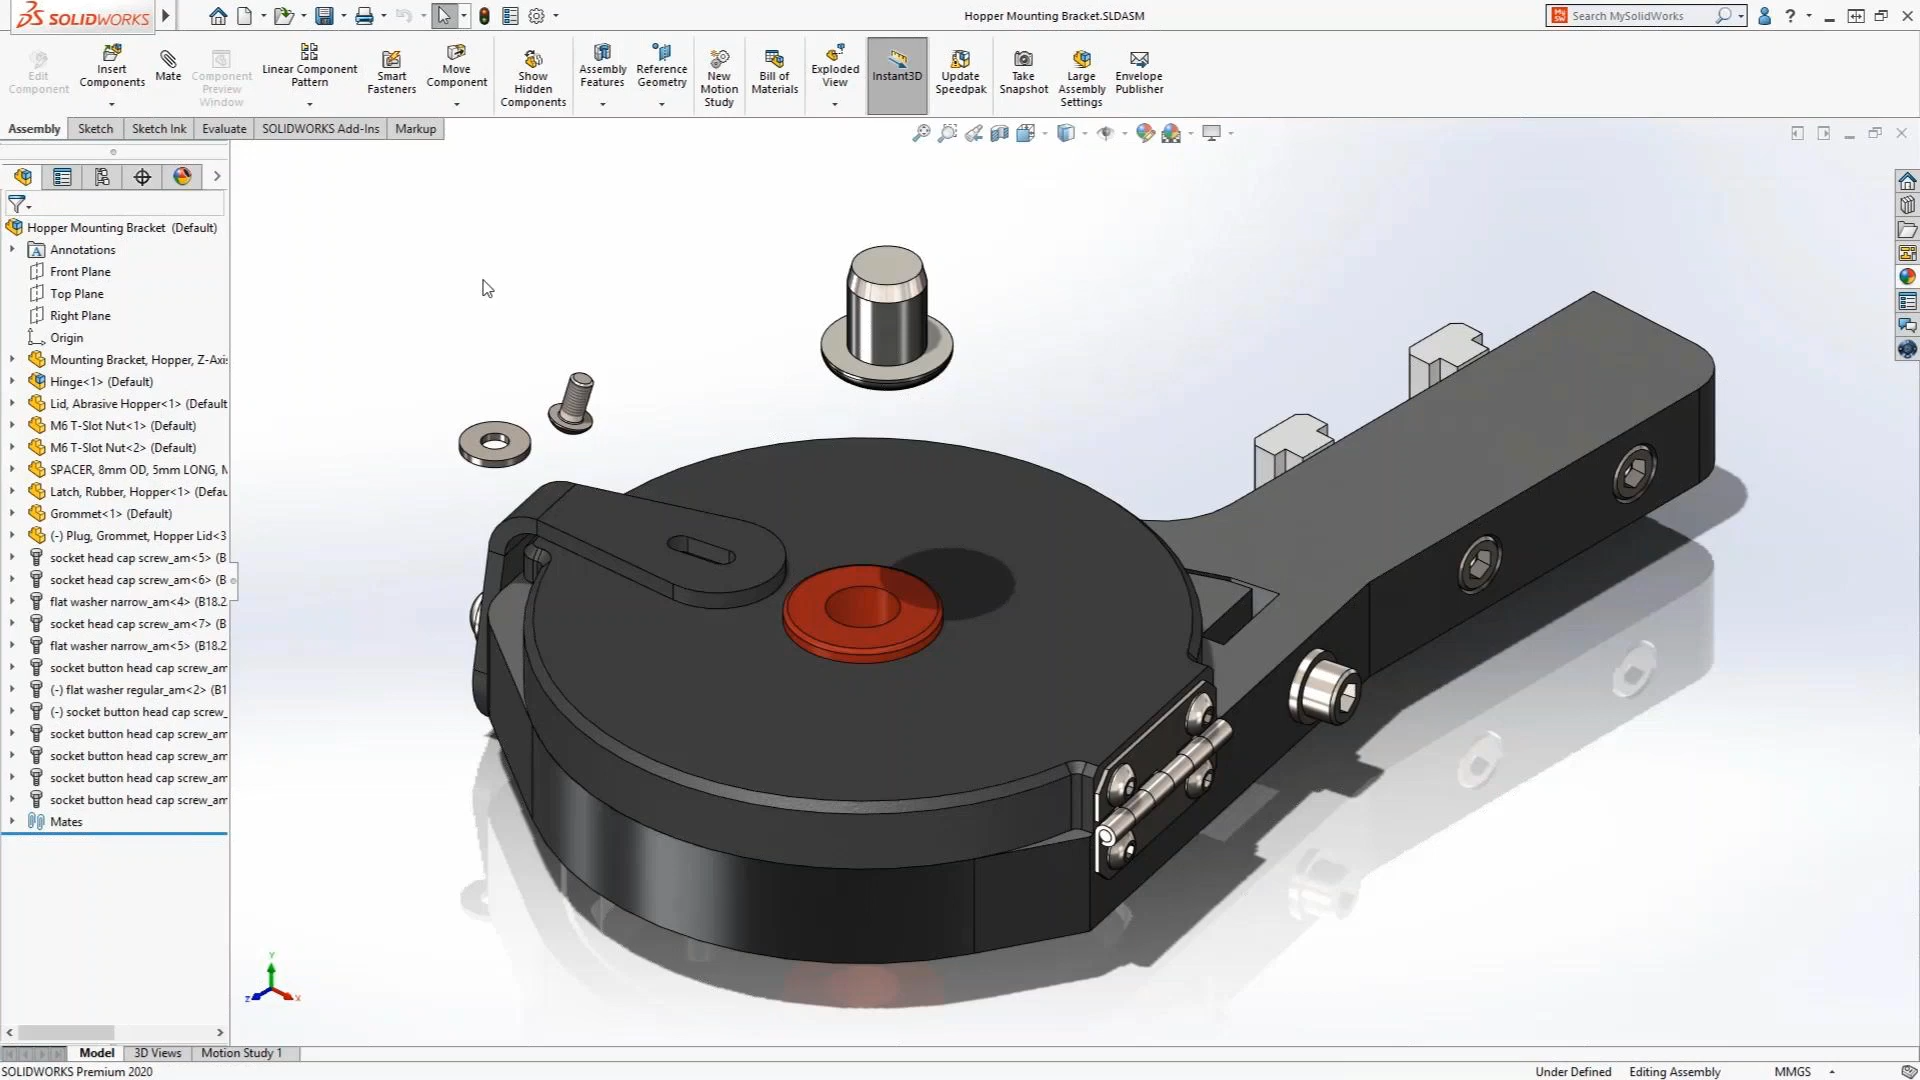 SOLIDWORKS
Hopper Mounting Bracket.SLDASM
Search MySolidWorks
Edit Component
Insert Components
Mate
Component Preview Window
Linear Component Pattern
Smart Fasteners
Move Component
Show Hidden Components
Assembly Features
Reference Geometry
New Motion Study
Bill of Materials
Exploded View
Instant3D
Update Speedpak
Take Snapshot
Large Assembly Settings
Envelope Publisher
Assembly
Sketch
Sketch Ink
Evaluate
SOLIDWORKS Add-Ins
Markup
Hopper Mounting Bracket (Default)
Annotations
Front Plane
Top Plane
Right Plane
Origin
Mounting Bracket, Hopper, Z-Axi
Hinge<1> (Default)
Lid, Abrasive Hopper<1> (Default
M6 T-Slot Nut<1> (Default)
M6 T-Slot Nut<2> (Default)
SPACER, 8mm OD, 5mm LONG, M
Latch, Rubber, Hopper<1> (Defau
Grommet<1> (Default)
(-) Plug, Grommet, Hopper Lid<3
socket head cap screw_am<5> (B
socket head cap screw_am<6> (B
flat washer narrow_am<4> (B18.2
socket head cap screw_am<7> (B
flat washer narrow_am<5> (B18.2
socket button head cap screw_am
(-) flat washer regular_am<2> (B1
(-) socket button head cap screw_
socket button head cap screw_am
socket button head cap screw_am
socket button head cap screw_am
socket button head cap screw_am
Mates
Y
Z
X
Model
3D Views
Motion Study 1
SOLIDWORKS Premium 2020
Under Defined
Editing Assembly
MMGS